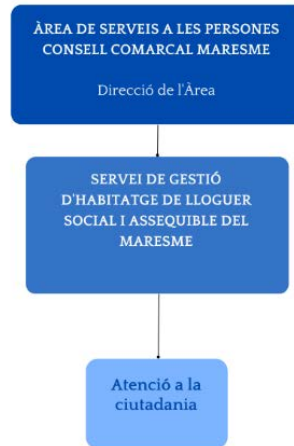 ÀREA DE SERVEIS A LES PERSONES
CONSELL COMARCAL MARESME
Direcció de l'Àrea
SERVEI DE GESTIÓ
D'HABITATGE DE LLOGUER
SOCIAL I ASSEQUIBLE DEL
MARESME
Atenció a la
ciutadania